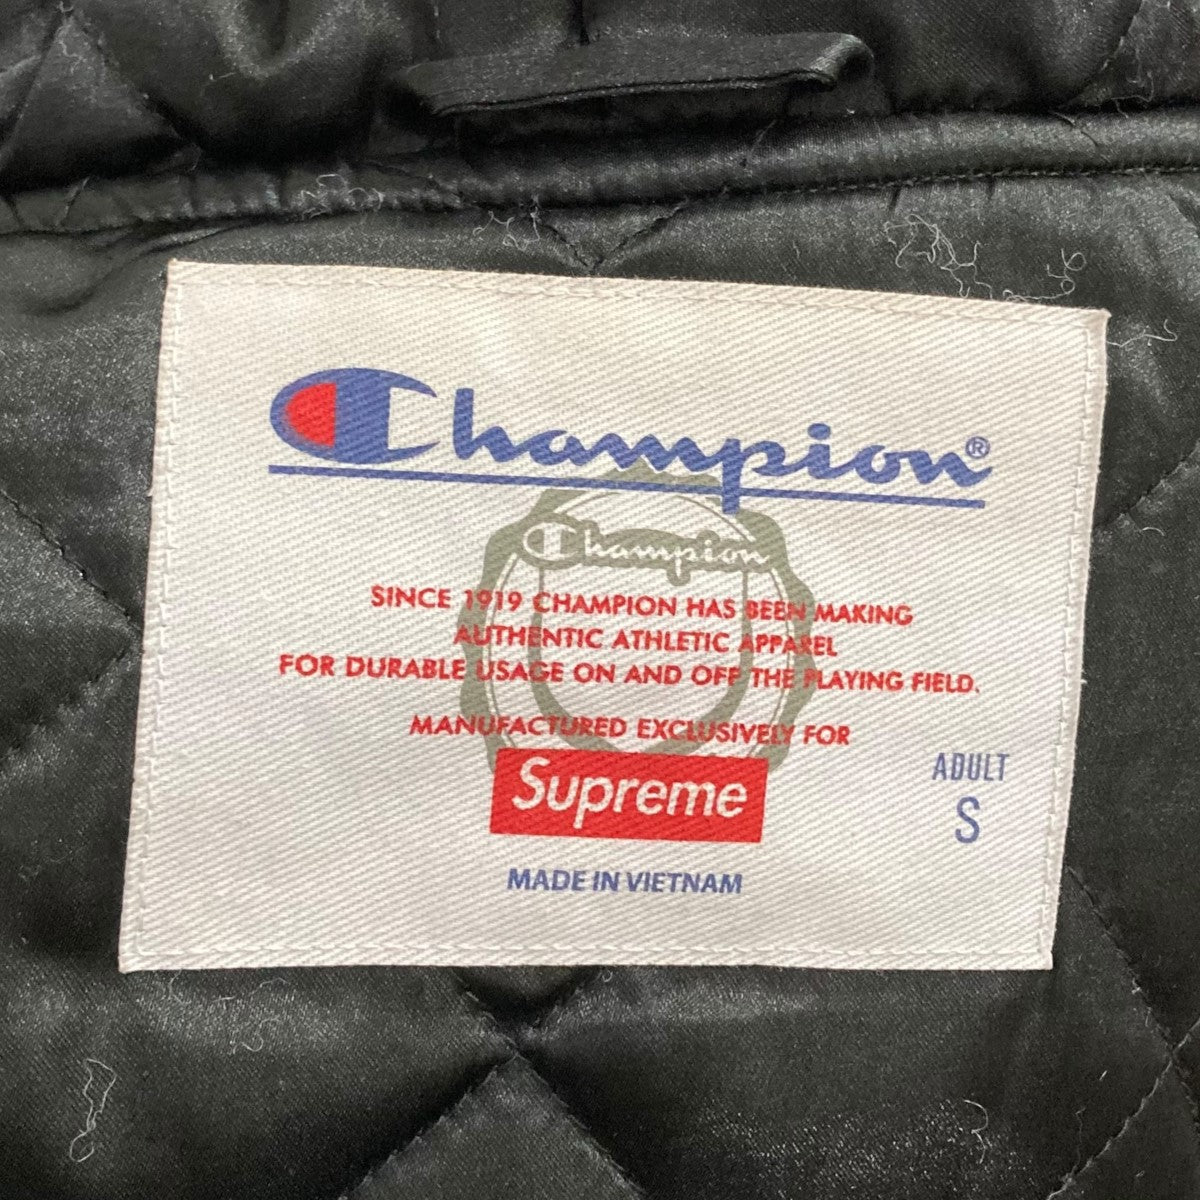 Champion®
Champion
SINCE 1919 CHAMPION HAS BEEN MAKING
AUTHENTIC ATHLETIC APPAREL
FOR DURABLE USAGE ON AND OFF THE PLAYING FIELD.
MANUFACTURED EXCLUSIVELY FOR
Supreme
ADULT
S
MADE IN VIETNAM